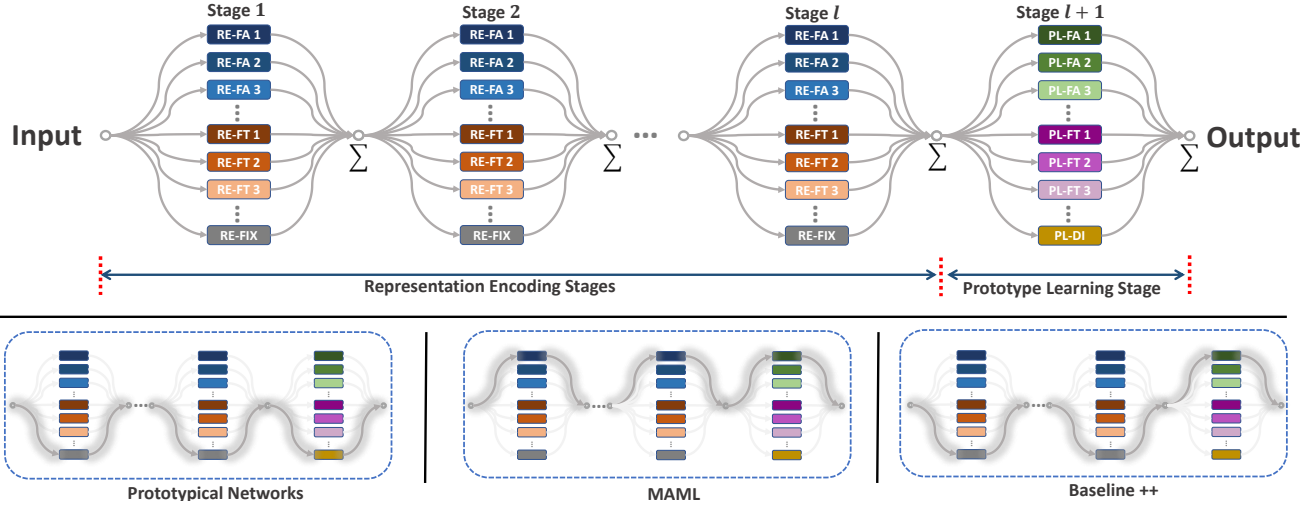 Stage 1
Stage 2
Stage l
Stage l + 1
RE-FA 1
RE-FA 2
RE-FA 3
RE-FT 1
RE-FT 2
RE-FT 3
RE-FIX
RE-FA 1
RE-FA 2
RE-FA 3
RE-FT 1
RE-FT 2
RE-FT 3
RE-FIX
RE-FA 1
RE-FA 2
RE-FA 3
RE-FT 1
RE-FT 2
RE-FT 3
RE-FIX
PL-FA 1
PL-FA 2
PL-FA 3
PL-FT 1
PL-FT 2
PL-FT 3
PL-DI
Input
∑
∑
∑
∑
Output
Representation Encoding Stages
Prototype Learning Stage
Prototypical Networks
MAML
Baseline ++